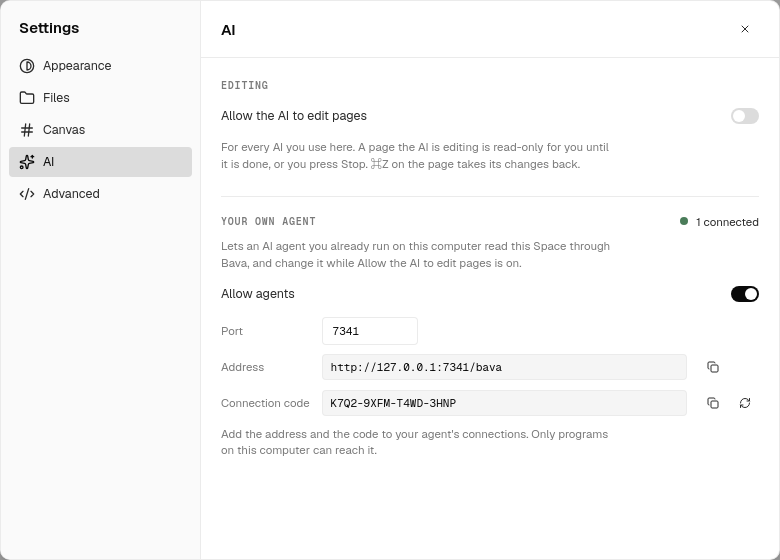 Settings
Appearance
Files
Canvas
AI
Advanced
AI
EDITING
Allow the AI to edit pages
For every AI you use here. A page the AI is editing is read-only for you until
it is done, or you press Stop. ⌘Z on the page takes its changes back.
YOUR OWN AGENT
1 connected
Lets an AI agent you already run on this computer read this Space through
Bava, and change it while Allow the AI to edit pages is on.
Allow agents
Port 7341
Address http://127.0.0.1:7341/bava
Connection code K7Q2-9XFM-T4WD-3HNP
Add the address and the code to your agent's connections. Only programs
on this computer can reach it.